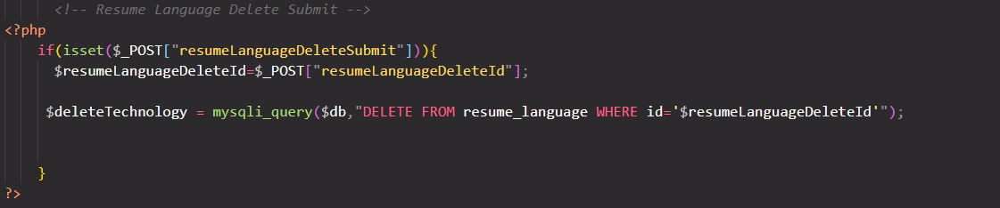 <!-- Resume Language Delete Submit -->
<?php
if(isset($_POST["resumeLanguageDeleteSubmit"])){
$resumeLanguageDeleteId=$_POST["resumeLanguageDeleteId"];
$deleteTechnology = mysqli_query($db,"DELETE FROM resume_language WHERE id='$resumeLanguageDeleteId'");
}
?>